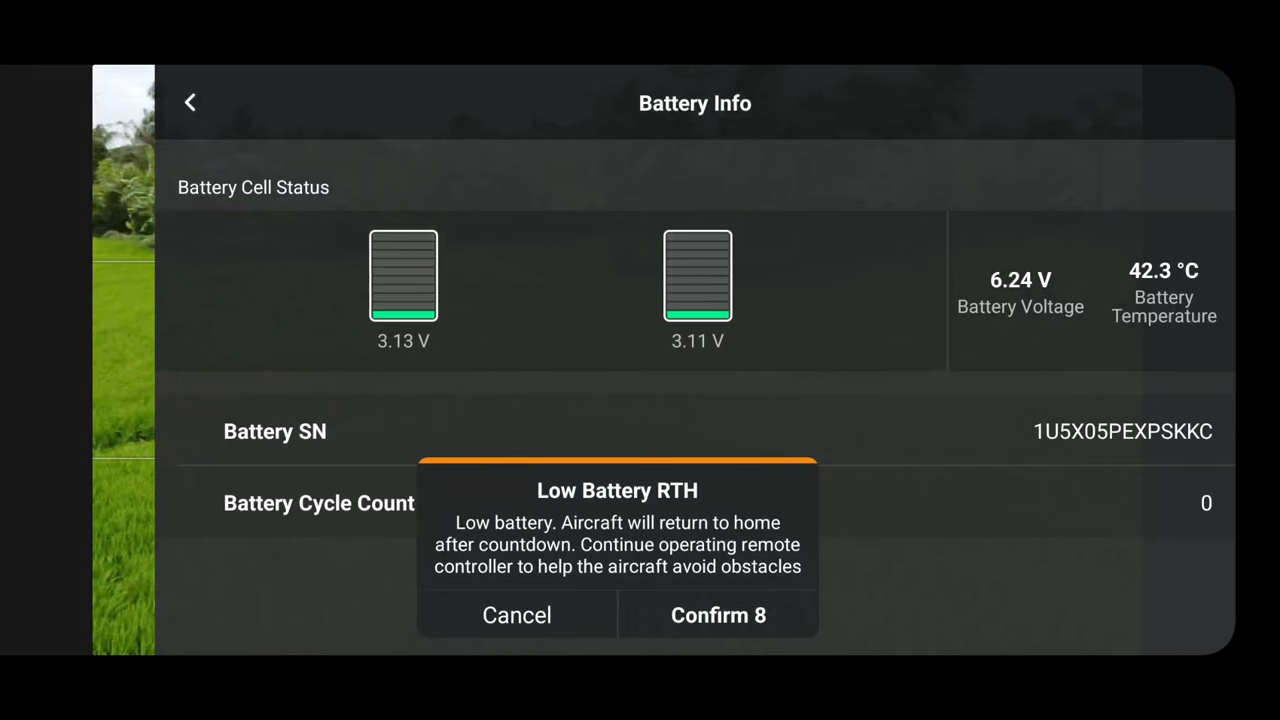 Battery Info
Battery Cell Status
3.13 V
3.11 V
6.24 V
Battery Voltage
42.3 °C
Battery
Temperature
Battery SN
1U5X05PEXPSKKC
Battery Cycle Count
0
Low Battery RTH
Low battery. Aircraft will return to home
after countdown. Continue operating remote
controller to help the aircraft avoid obstacles
Cancel
Confirm 8